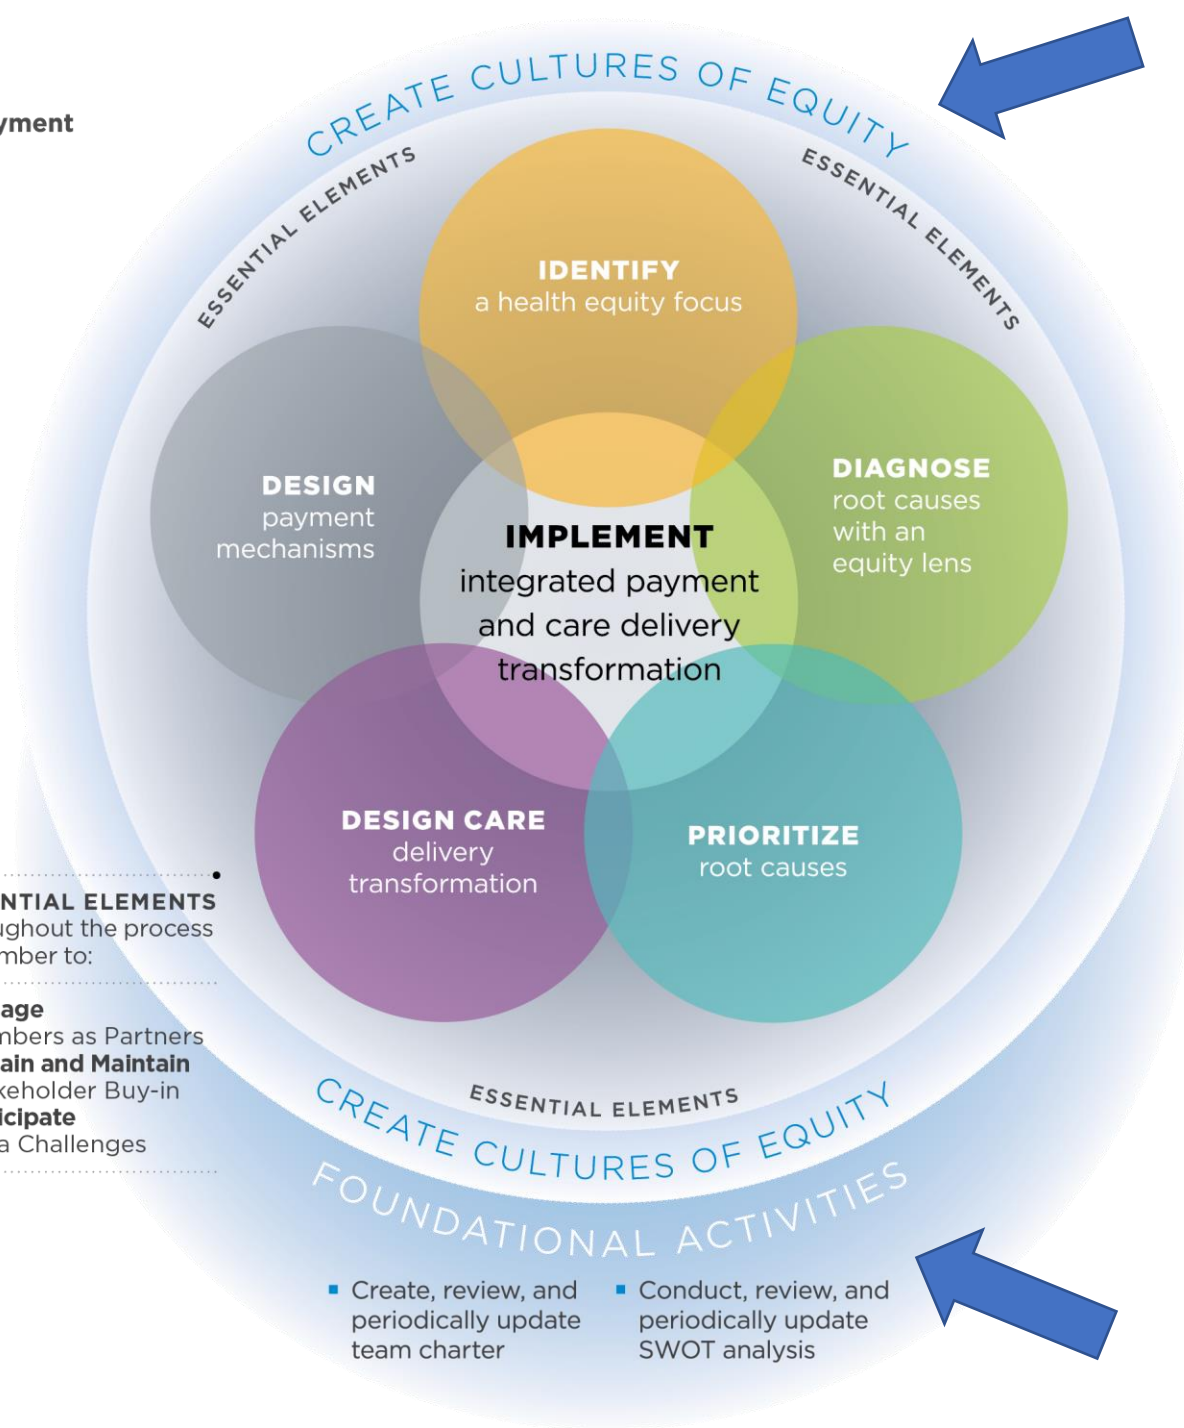 CREATE CULTURES OF EQUITY
yment
ESSENTIAL ELEMENTS
ESSENTIAL ELEMENTS
IDENTIFY
a health equity focus
DIAGNOSE
root causes
with an
equity lens
DESIGN
payment
mechanisms
IMPLEMENT
integrated payment
and care delivery
transformation
DESIGN CARE
delivery
transformation
PRIORITIZE
root causes
NTIAL ELEMENTS
ughout the process
mber to:
age
mbers as Partners
ain and Maintain
keholder Buy-in
icipate
a Challenges
ESSENTIAL ELEMENTS
CREATE CULTURES OF EQUITY
FOUNDATIONAL ACTIVITIES
▪ Create, review, and
periodically update
team charter
▪ Conduct, review, and
periodically update
SWOT analysis